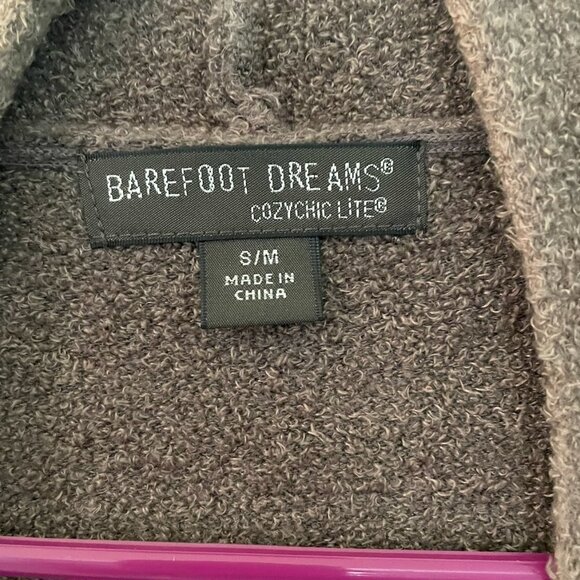 BAREFOOT DREAMS®
COZYCHIC LITE®
S/M
MADE IN
CHINA